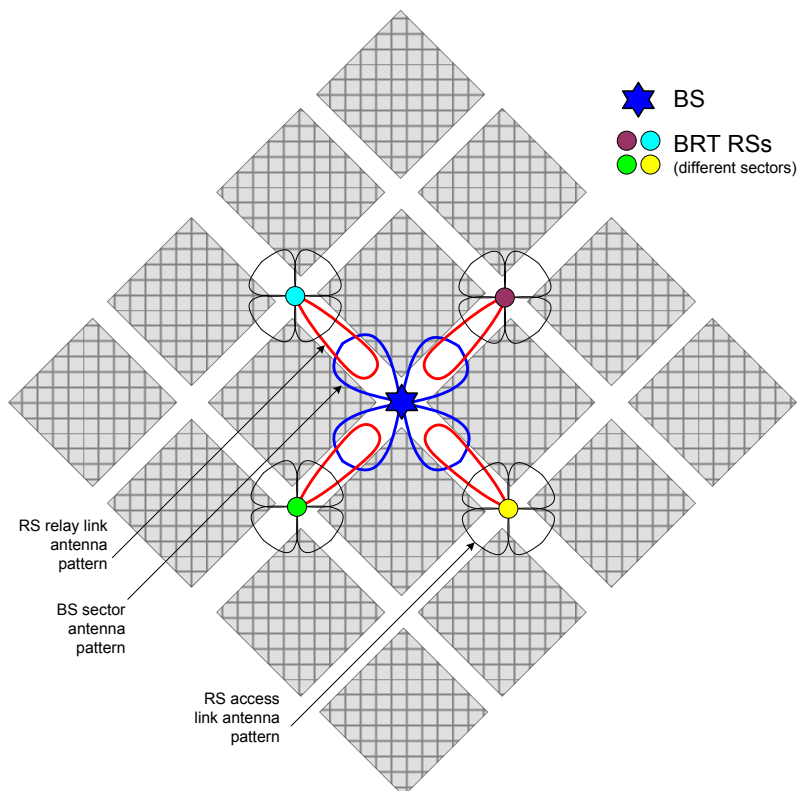 BS
BRT RSs
(different sectors)
RS relay link
antenna
pattern
BS sector
antenna
pattern
RS access
link antenna
pattern